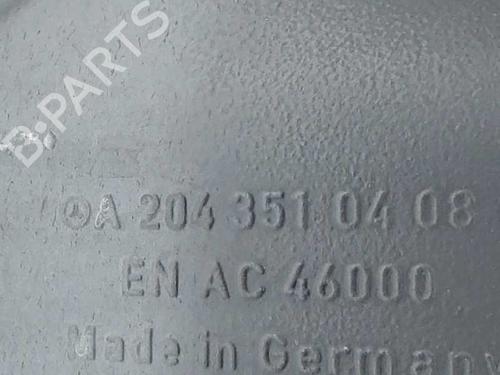 B-PARTS
A 204 351 04 08
EN AC 46000
Made in Germany